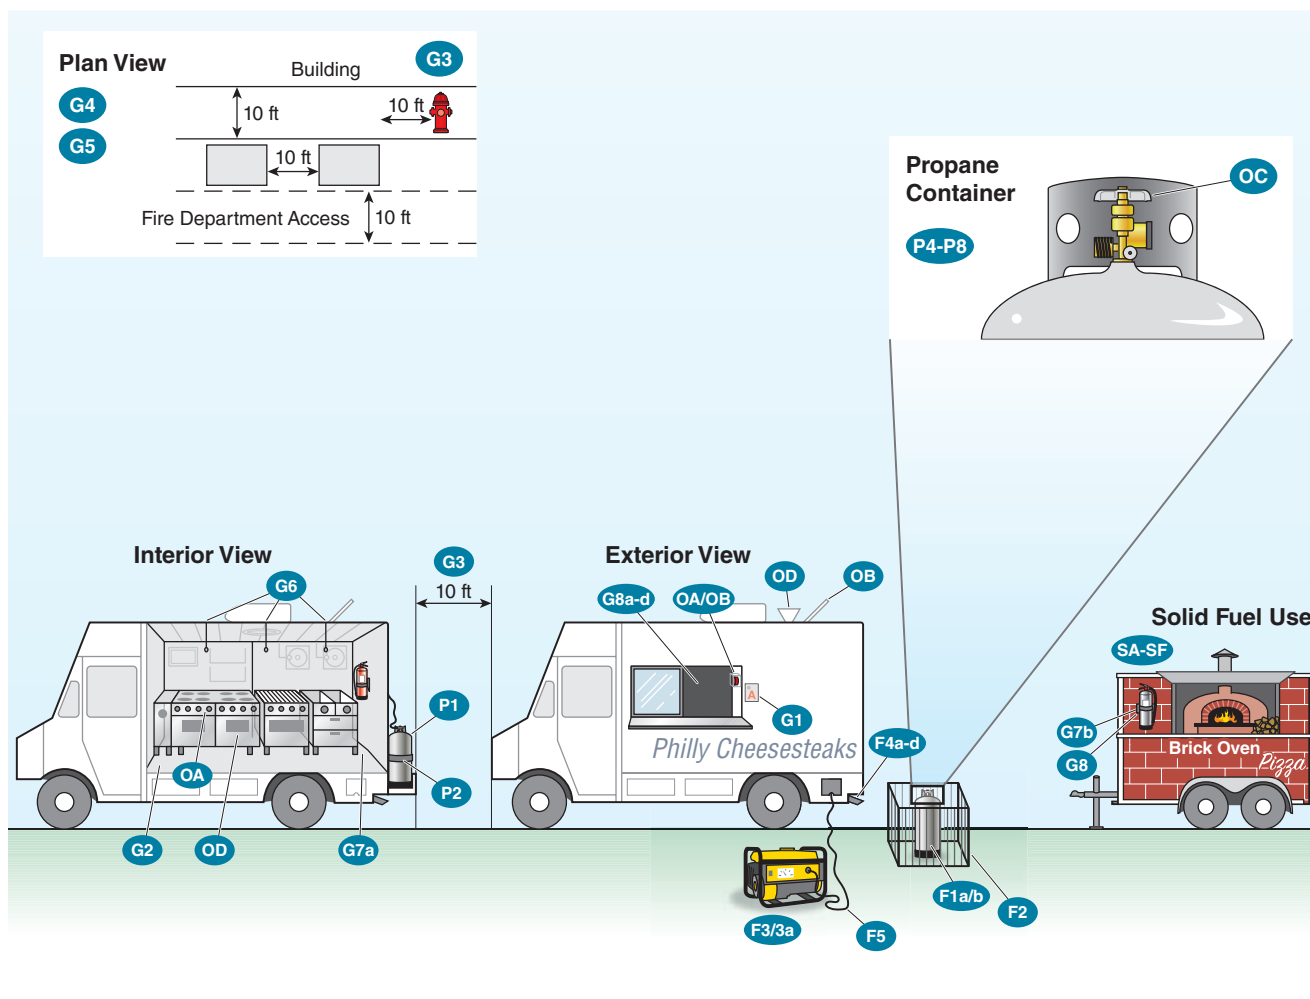 Plan View
Building
G3
G4
10 ft
10 ft
G5
10 ft
Fire Department Access
10 ft
Propane
Container
OC
P4-P8
Interior View
G3
Exterior View
10 ft
G6
G8a-d
OA/OB
OD
OB
Solid Fuel Use
SA-SF
P1
A
G1
G7b
Philly Cheesesteaks
F4a-d
Brick Oven
Pizza
G8
OA
P2
G2
OD
G7a
F1a/b
F2
F3/3a
F5